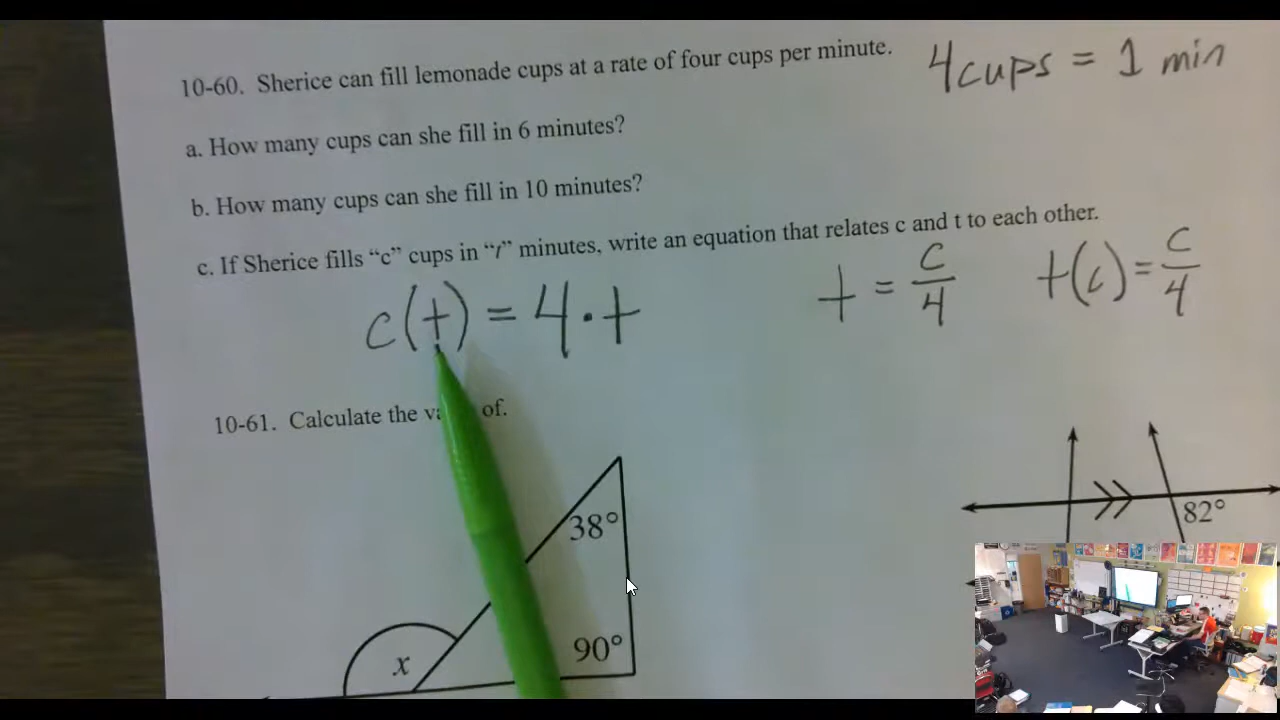 10-60. Sherice can fill lemonade cups at a rate of four cups per minute.
4 cups = 1 min
a. How many cups can she fill in 6 minutes?
b. How many cups can she fill in 10 minutes?
c. If Sherice fills “c” cups in “t” minutes, write an equation that relates c and t to each other.
c(t) = 4 · t
t = c/4
t(c) = c/4
10-61. Calculate the of.
38°
82°
90°
x